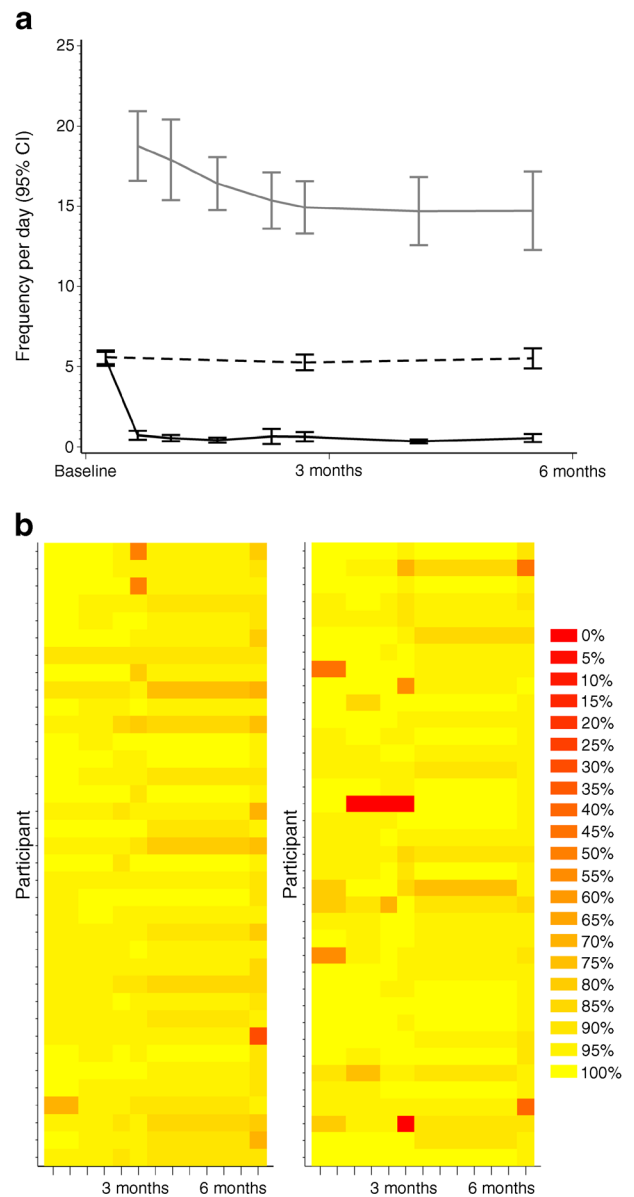 a
Frequency per day (95% CI)
25
20
15
10
5
0
Baseline
3 months
6 months
b
Participant
3 months
6 months
Participant
3 months
6 months
0%
5%
10%
15%
20%
25%
30%
35%
40%
45%
50%
55%
60%
65%
70%
75%
80%
85%
90%
95%
100%